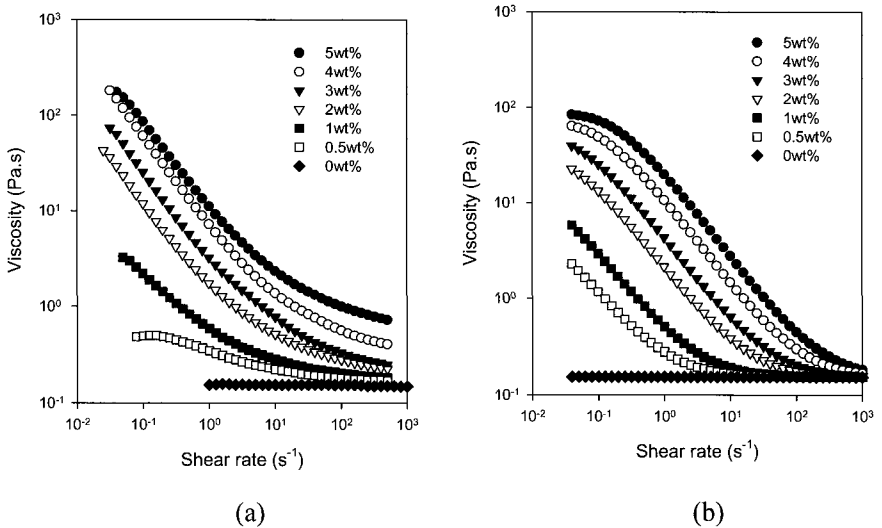 10³
10²
10¹
10⁰
10⁻¹
Viscosity (Pa.s)
5wt%
4wt%
3wt%
2wt%
1wt%
0.5wt%
0wt%
10⁻² 10⁻¹ 10⁰ 10¹ 10² 10³
Shear rate (s⁻¹)
(a)
10³
10²
10¹
10⁰
10⁻¹
Viscosity (Pa.s)
5wt%
4wt%
3wt%
2wt%
1wt%
0.5wt%
0wt%
10⁻² 10⁻¹ 10⁰ 10¹ 10² 10³
Shear rate (s⁻¹)
(b)